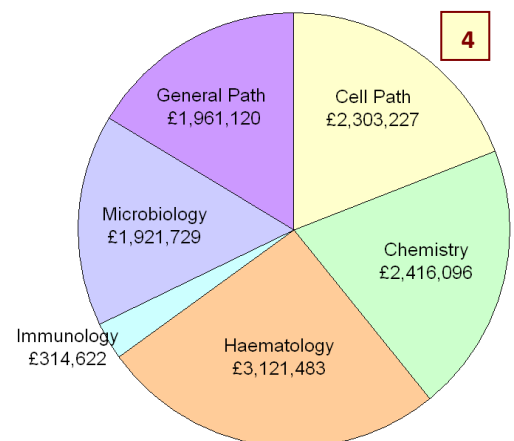 4
General Path
£1,961,120
Cell Path
£2,303,227
Microbiology
£1,921,729
Chemistry
£2,416,096
Immunology
£314,622
Haematology
£3,121,483